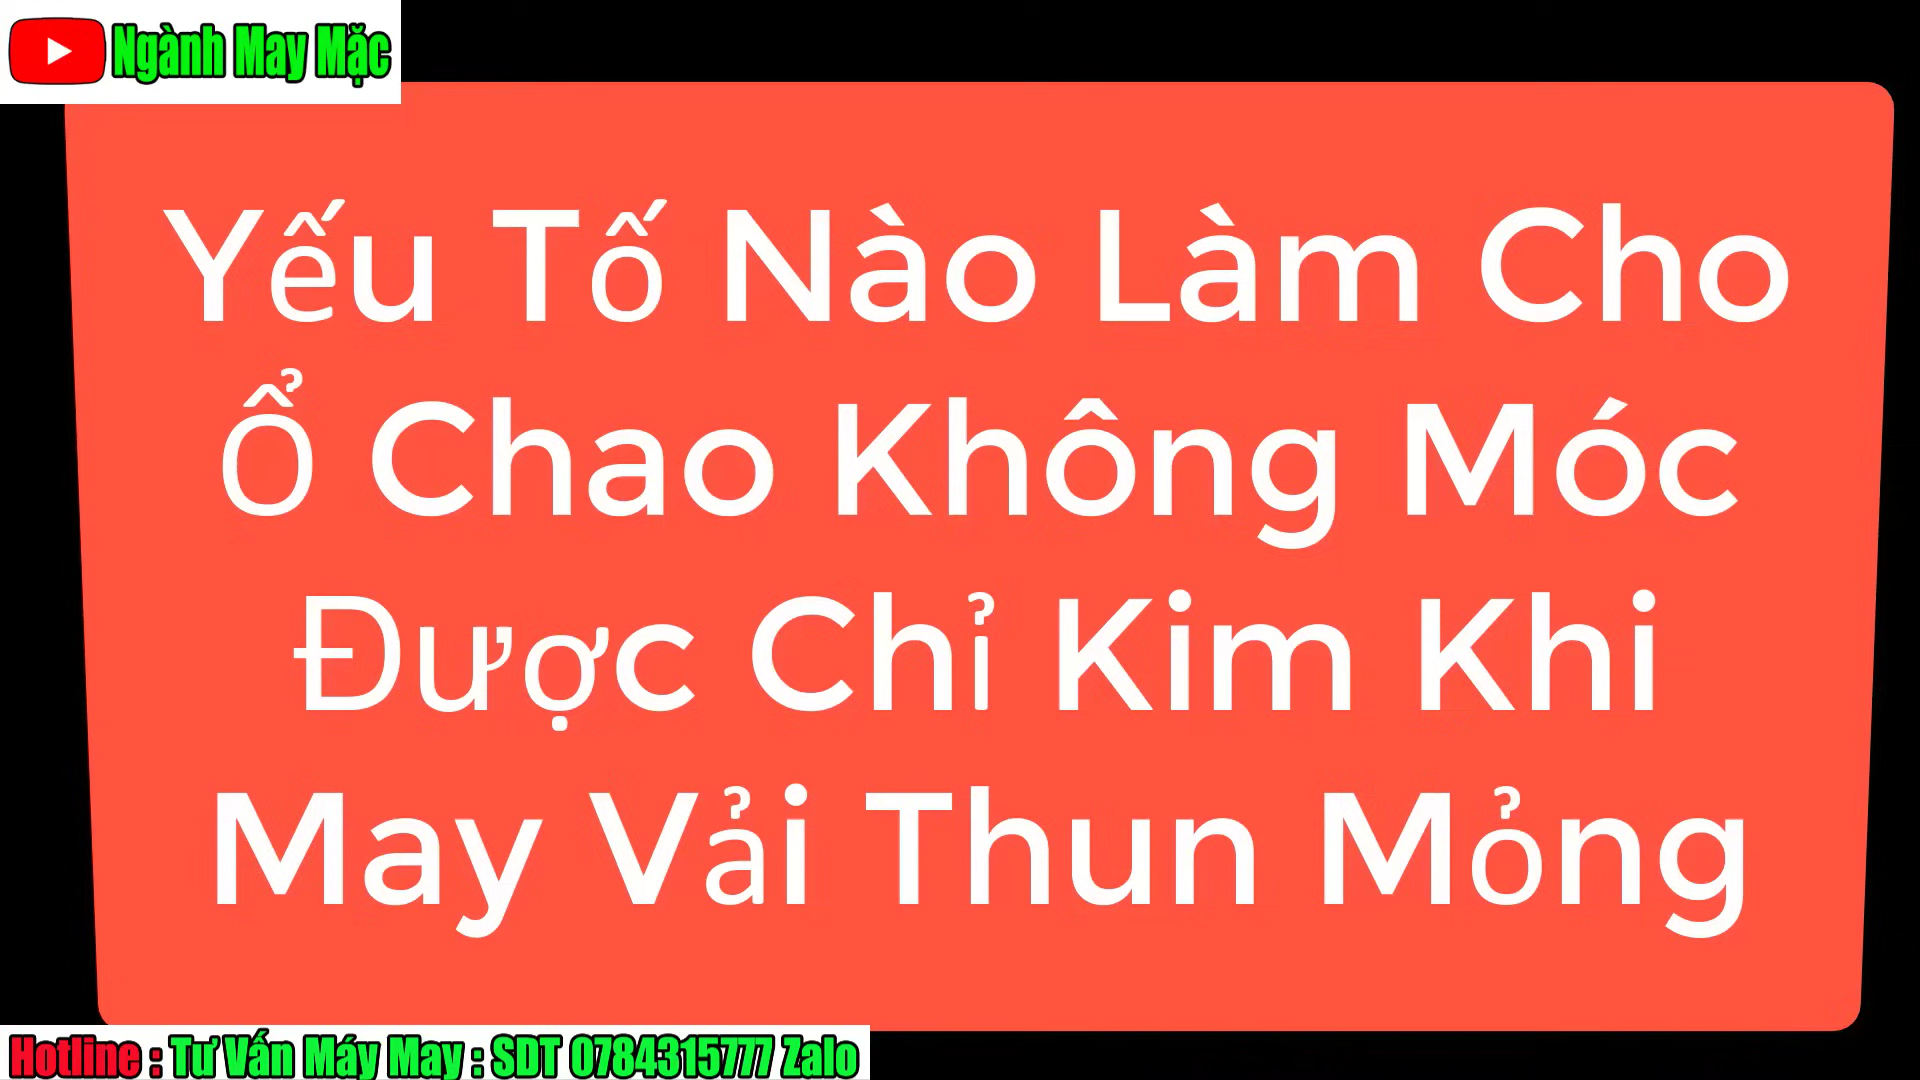 Ngành May Mặc
Yếu Tố Nào Làm Cho
Ổ Chao Không Móc
Được Chỉ Kim Khi
May Vải Thun Mỏng
Hotline : Tư Vấn Máy May : SDT 0784315777 Zalo